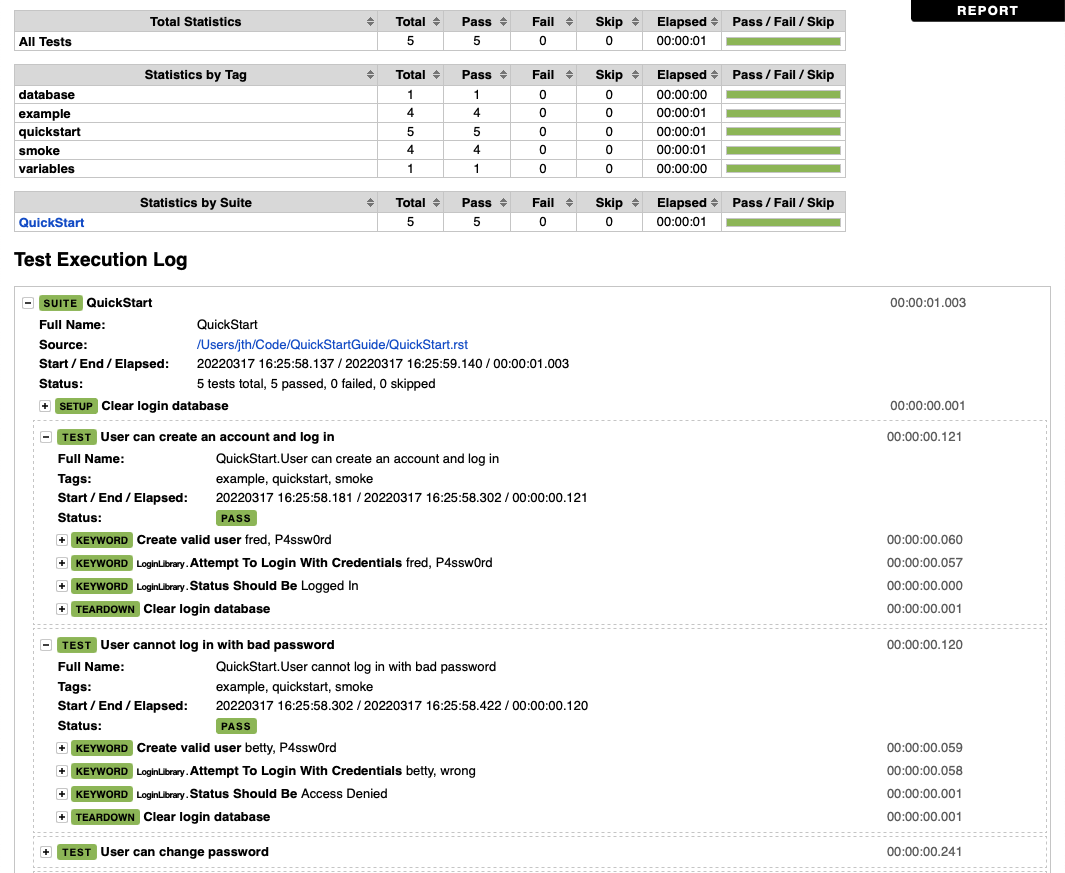 REPORT
Total Statistics Total Pass Fail Skip Elapsed Pass / Fail / Skip
All Tests 5 5 0 0 00:00:01
Statistics by Tag Total Pass Fail Skip Elapsed Pass / Fail / Skip
database 1 1 0 0 00:00:00
example 4 4 0 0 00:00:01
quickstart 5 5 0 0 00:00:01
smoke 4 4 0 0 00:00:01
variables 1 1 0 0 00:00:00
Statistics by Suite Total Pass Fail Skip Elapsed Pass / Fail / Skip
QuickStart 5 5 0 0 00:00:01
Test Execution Log
SUITE QuickStart 00:00:01.003
Full Name: QuickStart
Source: /Users/jth/Code/QuickStartGuide/QuickStart.rst
Start / End / Elapsed: 20220317 16:25:58.137 / 20220317 16:25:59.140 / 00:00:01.003
Status: 5 tests total, 5 passed, 0 failed, 0 skipped
SETUP Clear login database 00:00:00.001
TEST User can create an account and log in 00:00:00.121
Full Name: QuickStart.User can create an account and log in
Tags: example, quickstart, smoke
Start / End / Elapsed: 20220317 16:25:58.181 / 20220317 16:25:58.302 / 00:00:00.121
Status: PASS
KEYWORD Create valid user fred, P4ssw0rd 00:00:00.060
KEYWORD LoginLibrary.Attempt To Login With Credentials fred, P4ssw0rd 00:00:00.057
KEYWORD LoginLibrary.Status Should Be Logged In 00:00:00.000
TEARDOWN Clear login database 00:00:00.001
TEST User cannot log in with bad password 00:00:00.120
Full Name: QuickStart.User cannot log in with bad password
Tags: example, quickstart, smoke
Start / End / Elapsed: 20220317 16:25:58.302 / 20220317 16:25:58.422 / 00:00:00.120
Status: PASS
KEYWORD Create valid user betty, P4ssw0rd 00:00:00.059
KEYWORD LoginLibrary.Attempt To Login With Credentials betty, wrong 00:00:00.058
KEYWORD LoginLibrary.Status Should Be Access Denied 00:00:00.001
TEARDOWN Clear login database 00:00:00.001
TEST User can change password 00:00:00.241